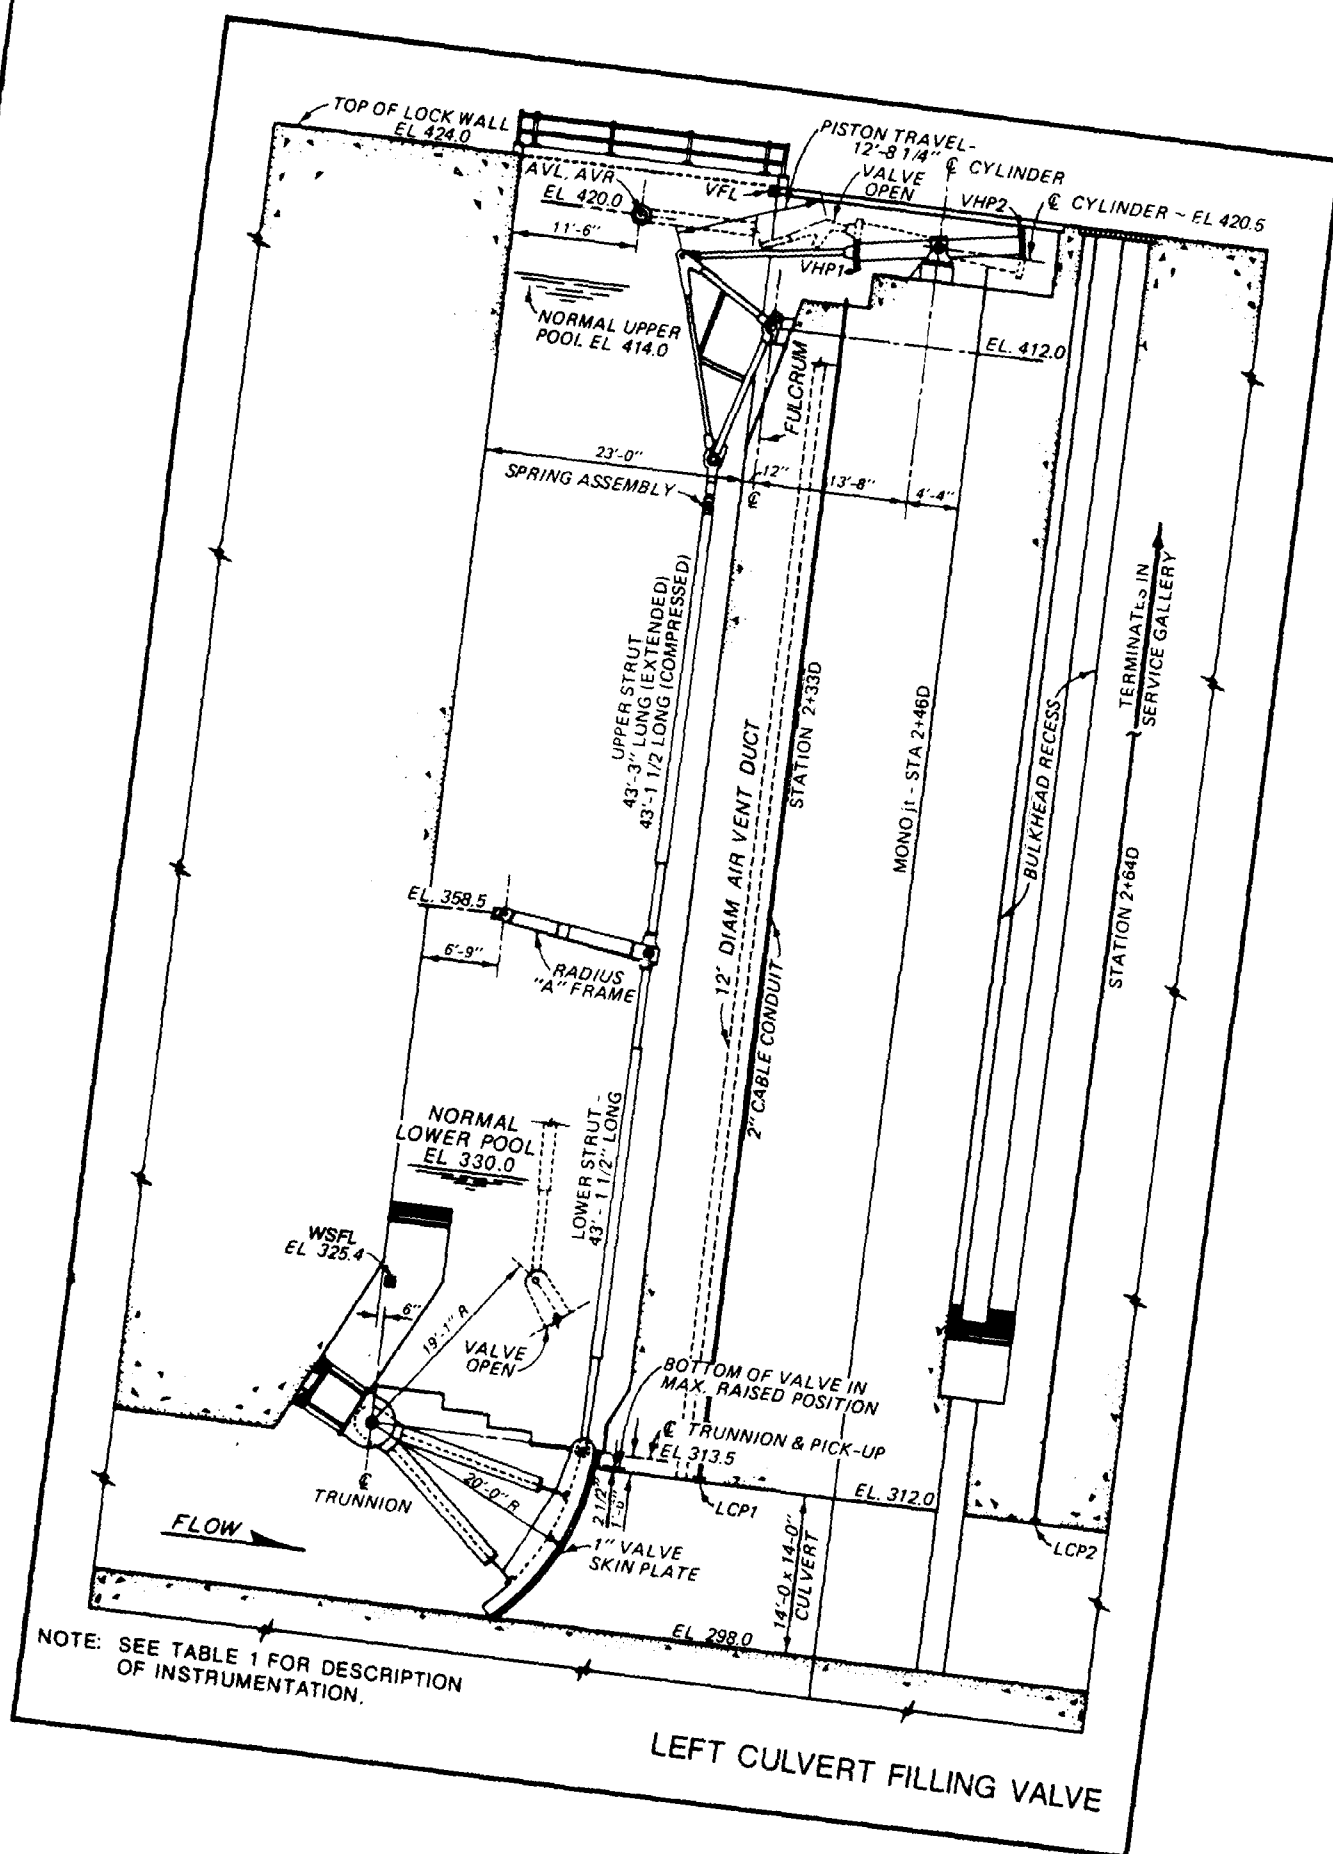 TOP OF LOCK WALL
EL 424.0
AVL, AVR
EL 420.0
11'-6"
VFL
PISTON TRAVEL-
12'-8 1/4"
VALVE
OPEN
℄ CYLINDER
VHP2
℄ CYLINDER ~ EL 420.5
VHP1
NORMAL UPPER
POOL EL 414.0
EL. 412.0
FULCRUM
23'-0"
12"
℄
13'-8"
4'-4"
SPRING ASSEMBLY
UPPER STRUT
43'-3" LUNG (EXTENDED)
43'-1 1/2 LONG (COMPRESSED)
12' DIAM AIR VENT DUCT
STATION 2+33D
2" CABLE CONDUIT
MONO jt - STA 2+46D
BULKHEAD RECESS
TERMINATES IN
SERVICE GALLERY
STATION 2+64D
EL. 358.5
6'-9"
RADIUS
"A" FRAME
NORMAL
LOWER POOL
EL 330.0
LOWER STRUT -
43' - 1 1/2" LONG
WSFL
EL 325.4
6"
19'-1" R
VALVE
OPEN
BOTTOM OF VALVE IN
MAX. RAISED POSITION
℄ TRUNNION & PICK-UP
EL 313.5
℄
TRUNNION
20'-0" R
2 1/2"
LCP1
EL. 312.0
LCP2
FLOW
1" VALVE
SKIN PLATE
14'-0 x 14'-0"
CULVERT
EL 298.0
NOTE: SEE TABLE 1 FOR DESCRIPTION
OF INSTRUMENTATION.
LEFT CULVERT FILLING VALVE